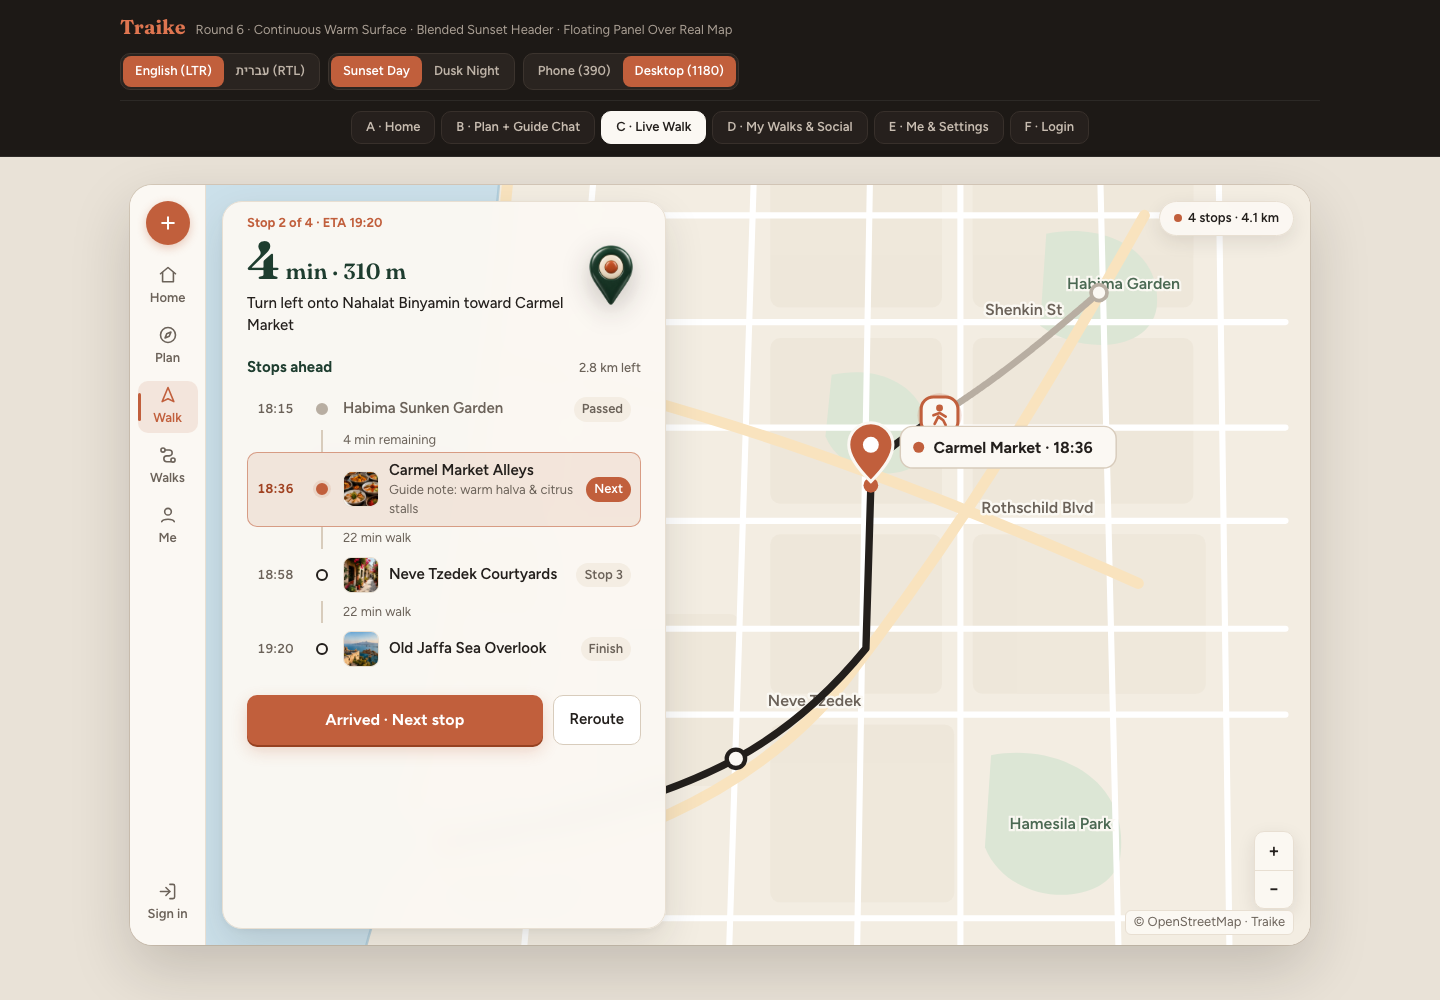 Traike Round 6 · Continuous Warm Surface · Blended Sunset Header · Floating Panel Over Real Map
English (LTR) עברית (RTL) Sunset Day Dusk Night Phone (390) Desktop (1180)
A · Home B · Plan + Guide Chat C · Live Walk D · My Walks & Social E · Me & Settings F · Login
+
Home
Plan
Walk
Walks
Me
Sign in
Stop 2 of 4 · ETA 19:20
4 min · 310 m
Turn left onto Nahalat Binyamin toward Carmel
Market
Stops ahead 2.8 km left
18:15 Habima Sunken Garden Passed
4 min remaining
18:36 Carmel Market Alleys Next
Guide note: warm halva & citrus
stalls
22 min walk
18:58 Neve Tzedek Courtyards Stop 3
22 min walk
19:20 Old Jaffa Sea Overlook Finish
Arrived · Next stop Reroute
4 stops · 4.1 km
Habima Garden
Shenkin St
Carmel Market · 18:36
Rothschild Blvd
Neve Tzedek
Hamesila Park
+
−
© OpenStreetMap · Traike